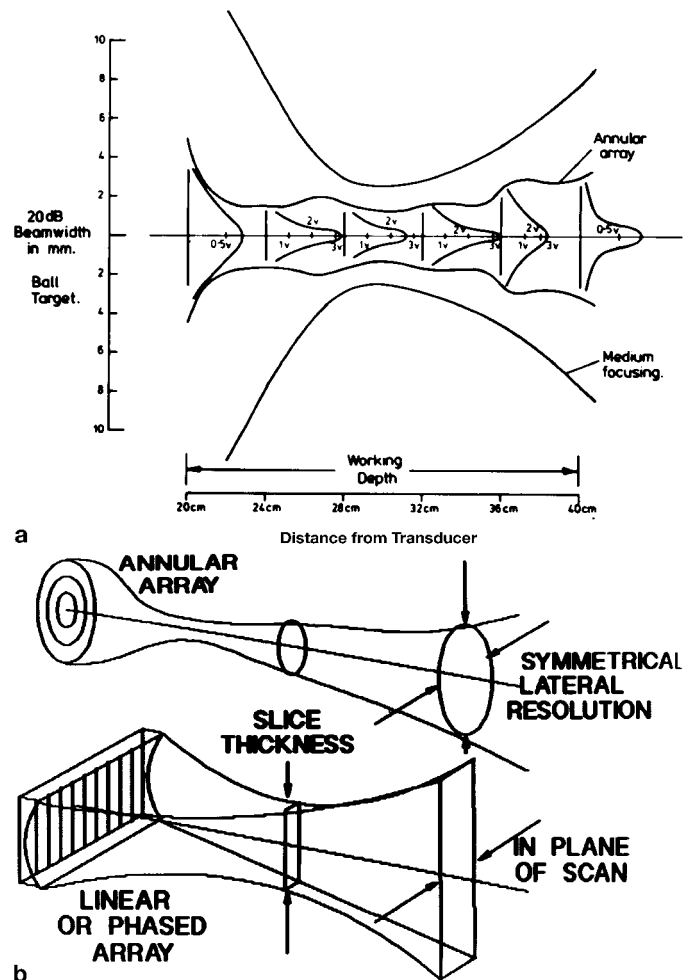 10
8
6
4
2
20dB
Beamwidth
in mm.
Ball
Target.
2
4
6
8
10
Annular
array
0·5v
1v
2v
3v
1v
2v
3v
1v
2v
3v
1v
2v
3v
0·5v
Medium
focusing.
Working
Depth
20cm 24cm 28cm 32cm 36cm 40cm
a
Distance from Transducer
ANNULAR
ARRAY
SYMMETRICAL
LATERAL
RESOLUTION
SLICE
THICKNESS
IN PLANE
OF SCAN
LINEAR
OR PHASED
ARRAY
b